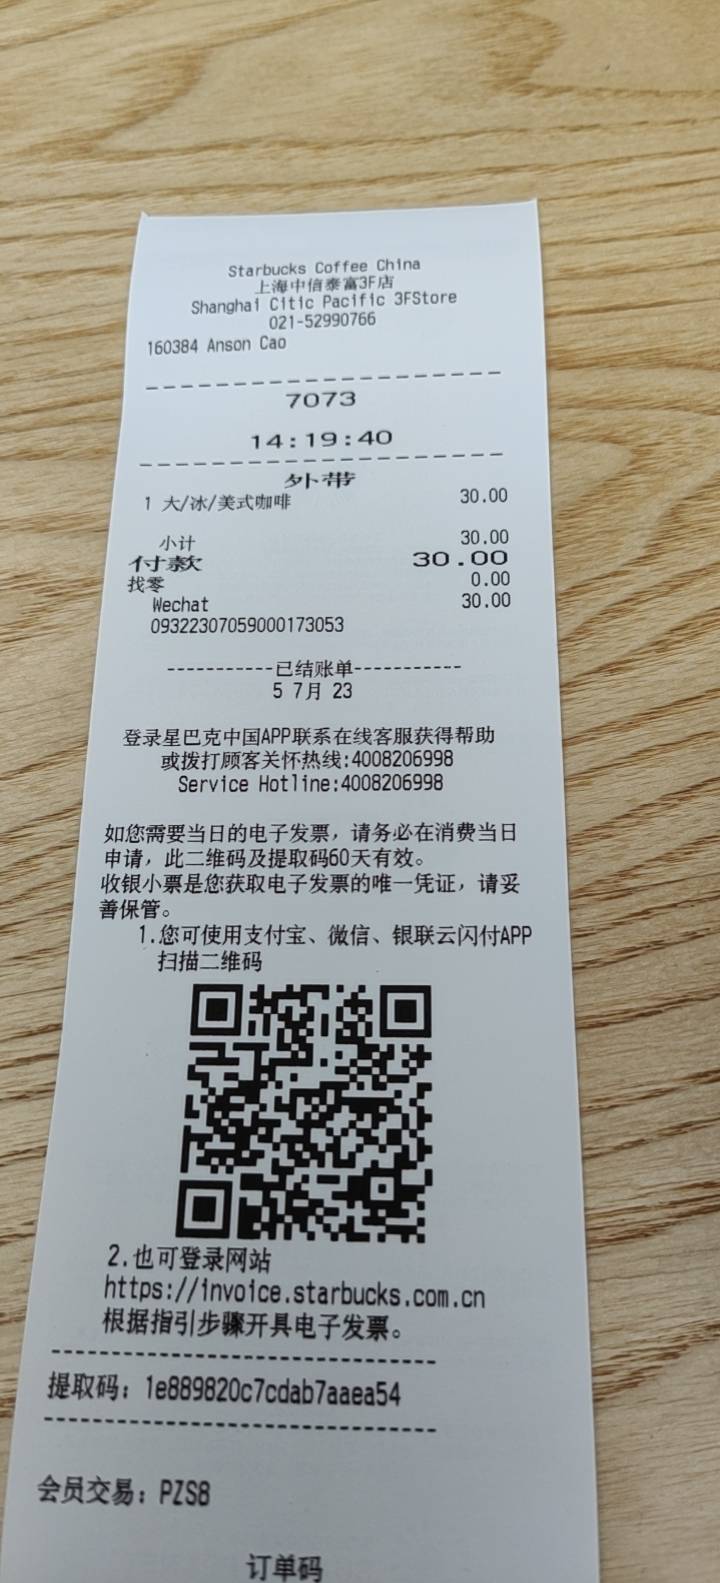 Starbucks Coffee China
上海中信泰富3F店
Shanghai Citic Pacific 3FStore
021-52990766
160384 Anson Cao
7073
14:19:40
外带
1 大/冰/美式咖啡 30.00
小计 30.00
付款 30.00
找零 0.00
Wechat 30.00
09322307059000173053
-----------已结账单-----------
5 7月 23
登录星巴克中国APP联系在线客服获得帮助
或拨打顾客关怀热线:4008206998
Service Hotline:4008206998
如您需要当日的电子发票，请务必在消费当日
申请，此二维码及提取码60天有效。
收银小票是您获取电子发票的唯一凭证，请妥
善保管。
1.您可使用支付宝、微信、银联云闪付APP
扫描二维码
2.也可登录网站
https://invoice.starbucks.com.cn
根据指引步骤开具电子发票。
提取码：1e889820c7cdab7aaea54
会员交易：PZS8
订单码